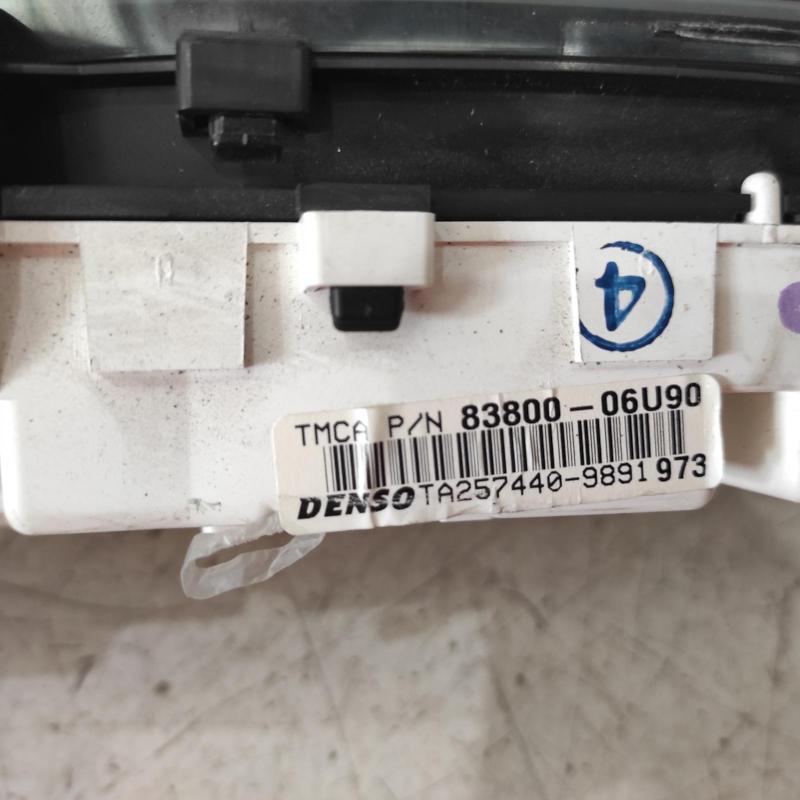 4
TMCA P/N 83800-06U90
DENSO TA257440-9891 973